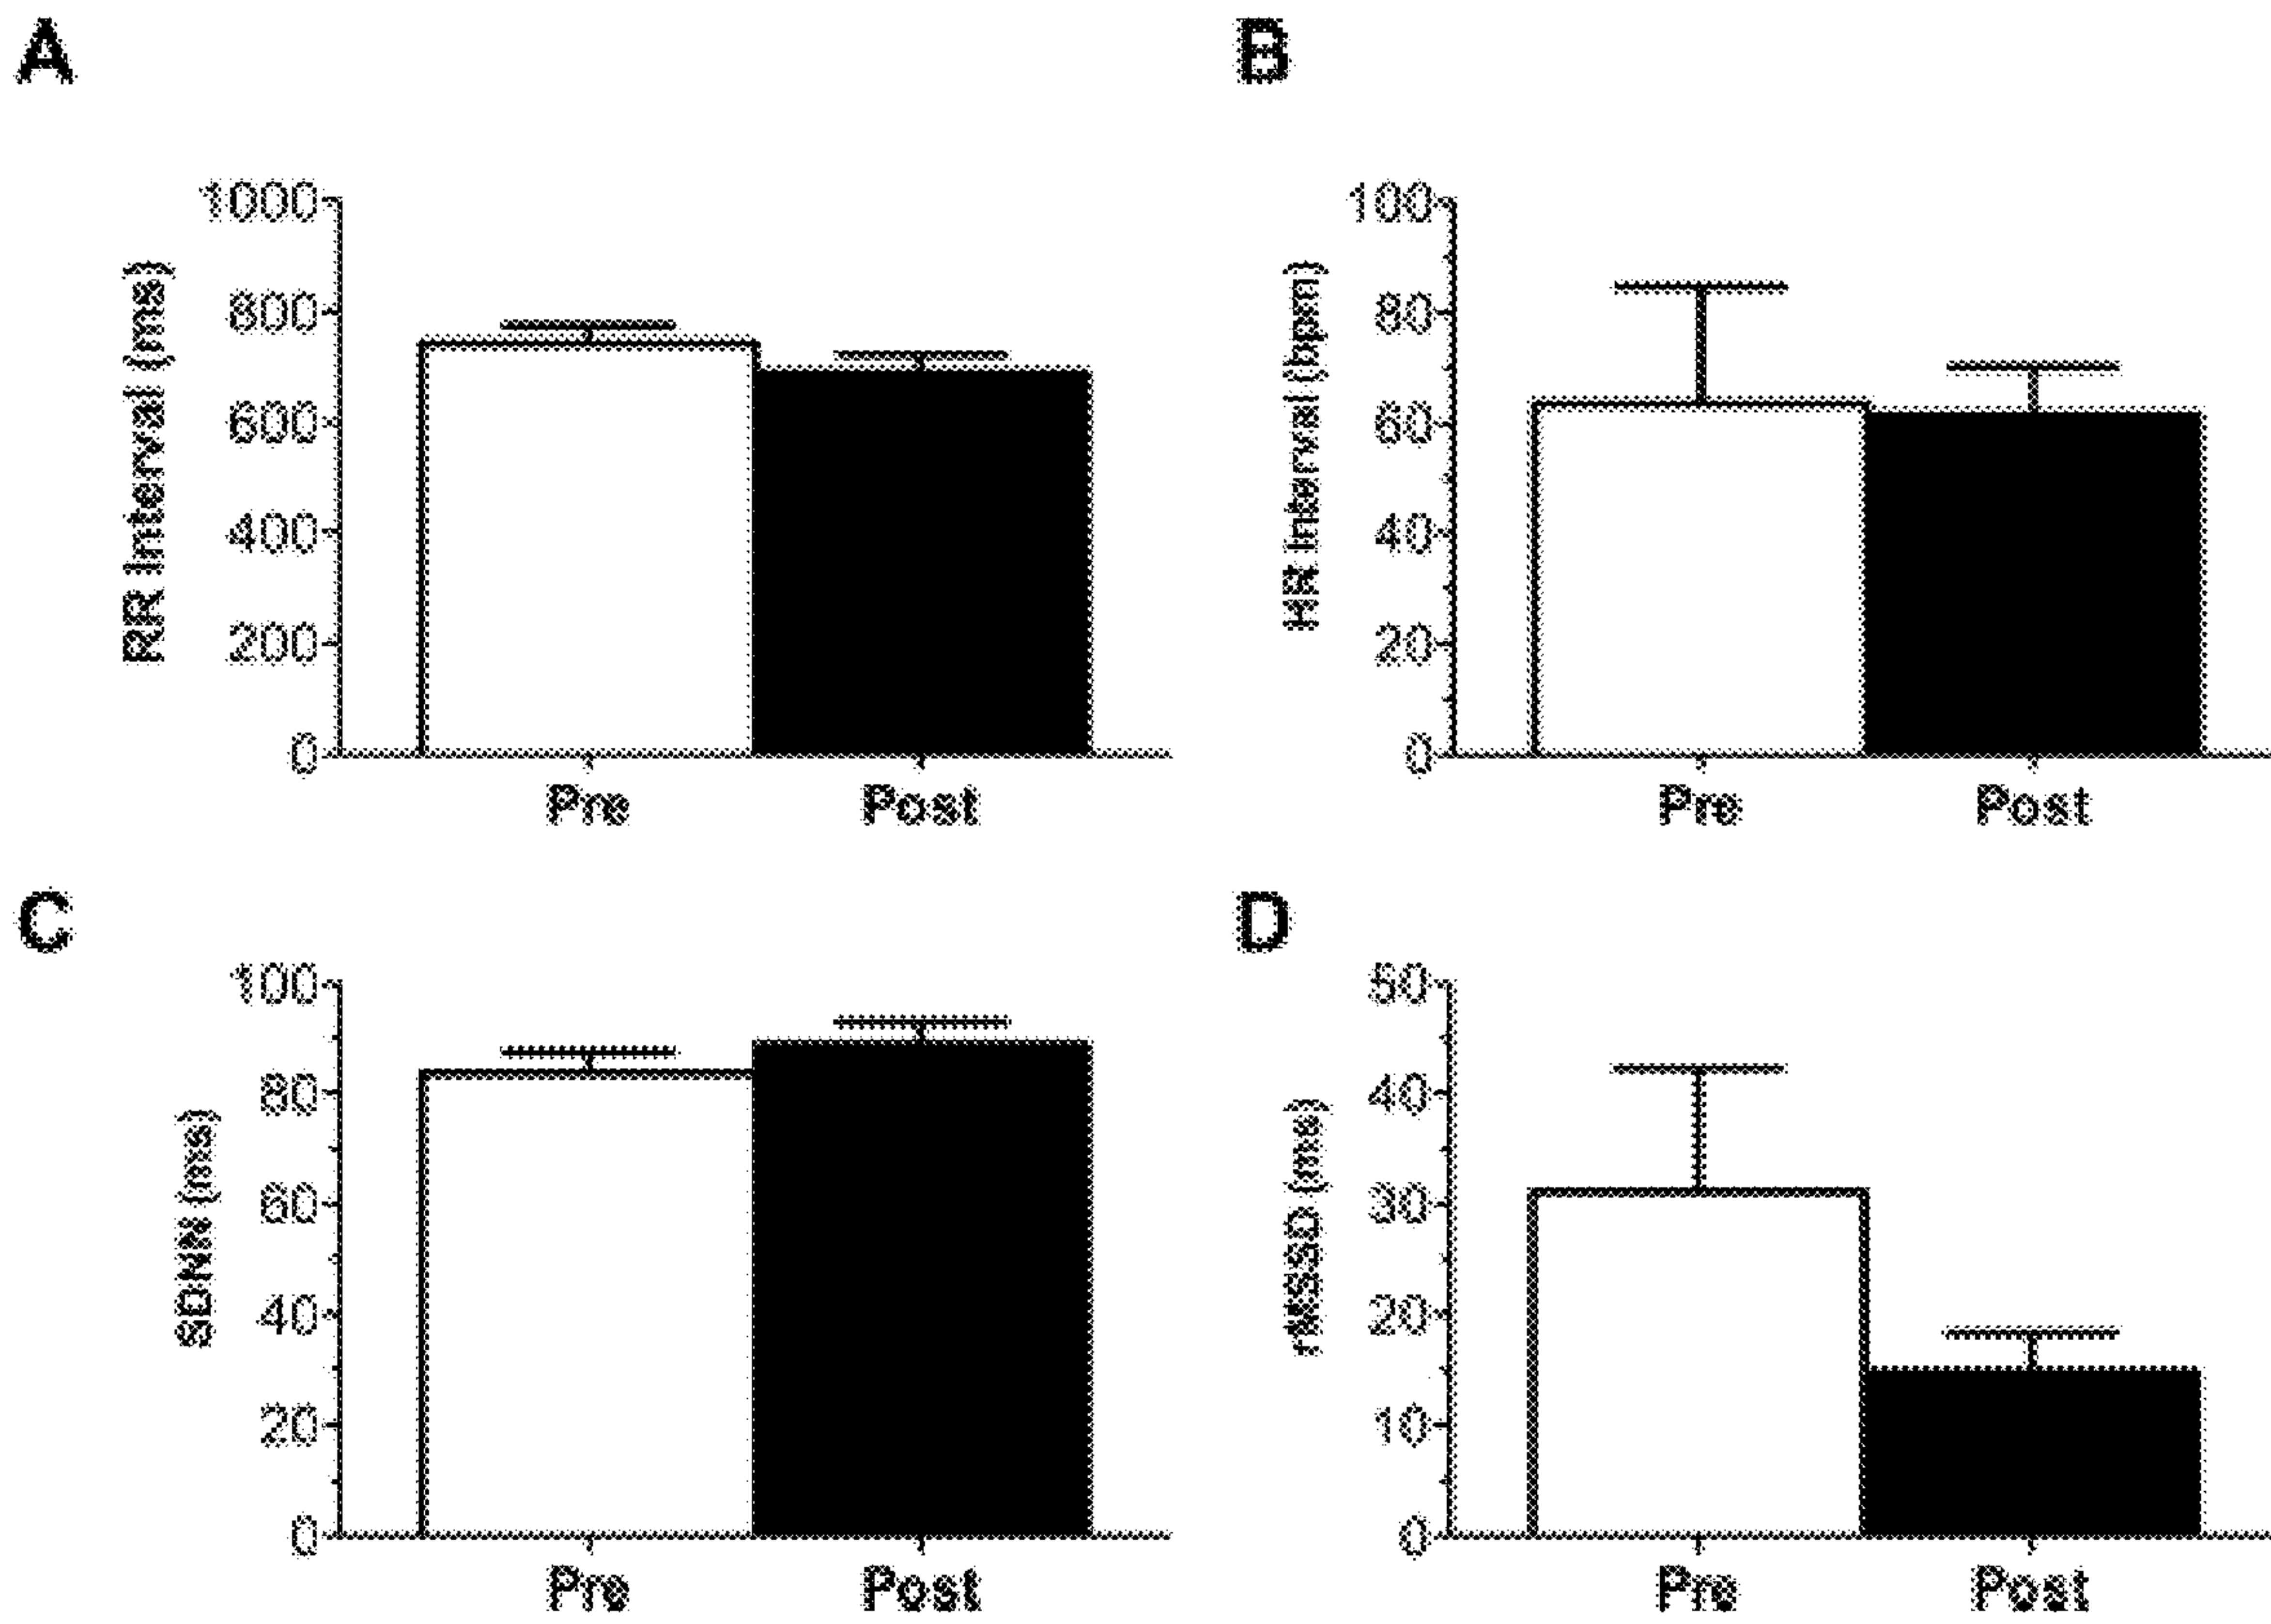 A
RR Interval (ms)
1000
800
600
400
200
0
Pre Post
B
HR Interval (bpm)
100
80
60
40
20
0
Pre Post
C
SDNN (ms)
100
80
60
40
20
0
Pre Post
D
rMSSD (ms)
50
40
30
20
10
0
Pre Post